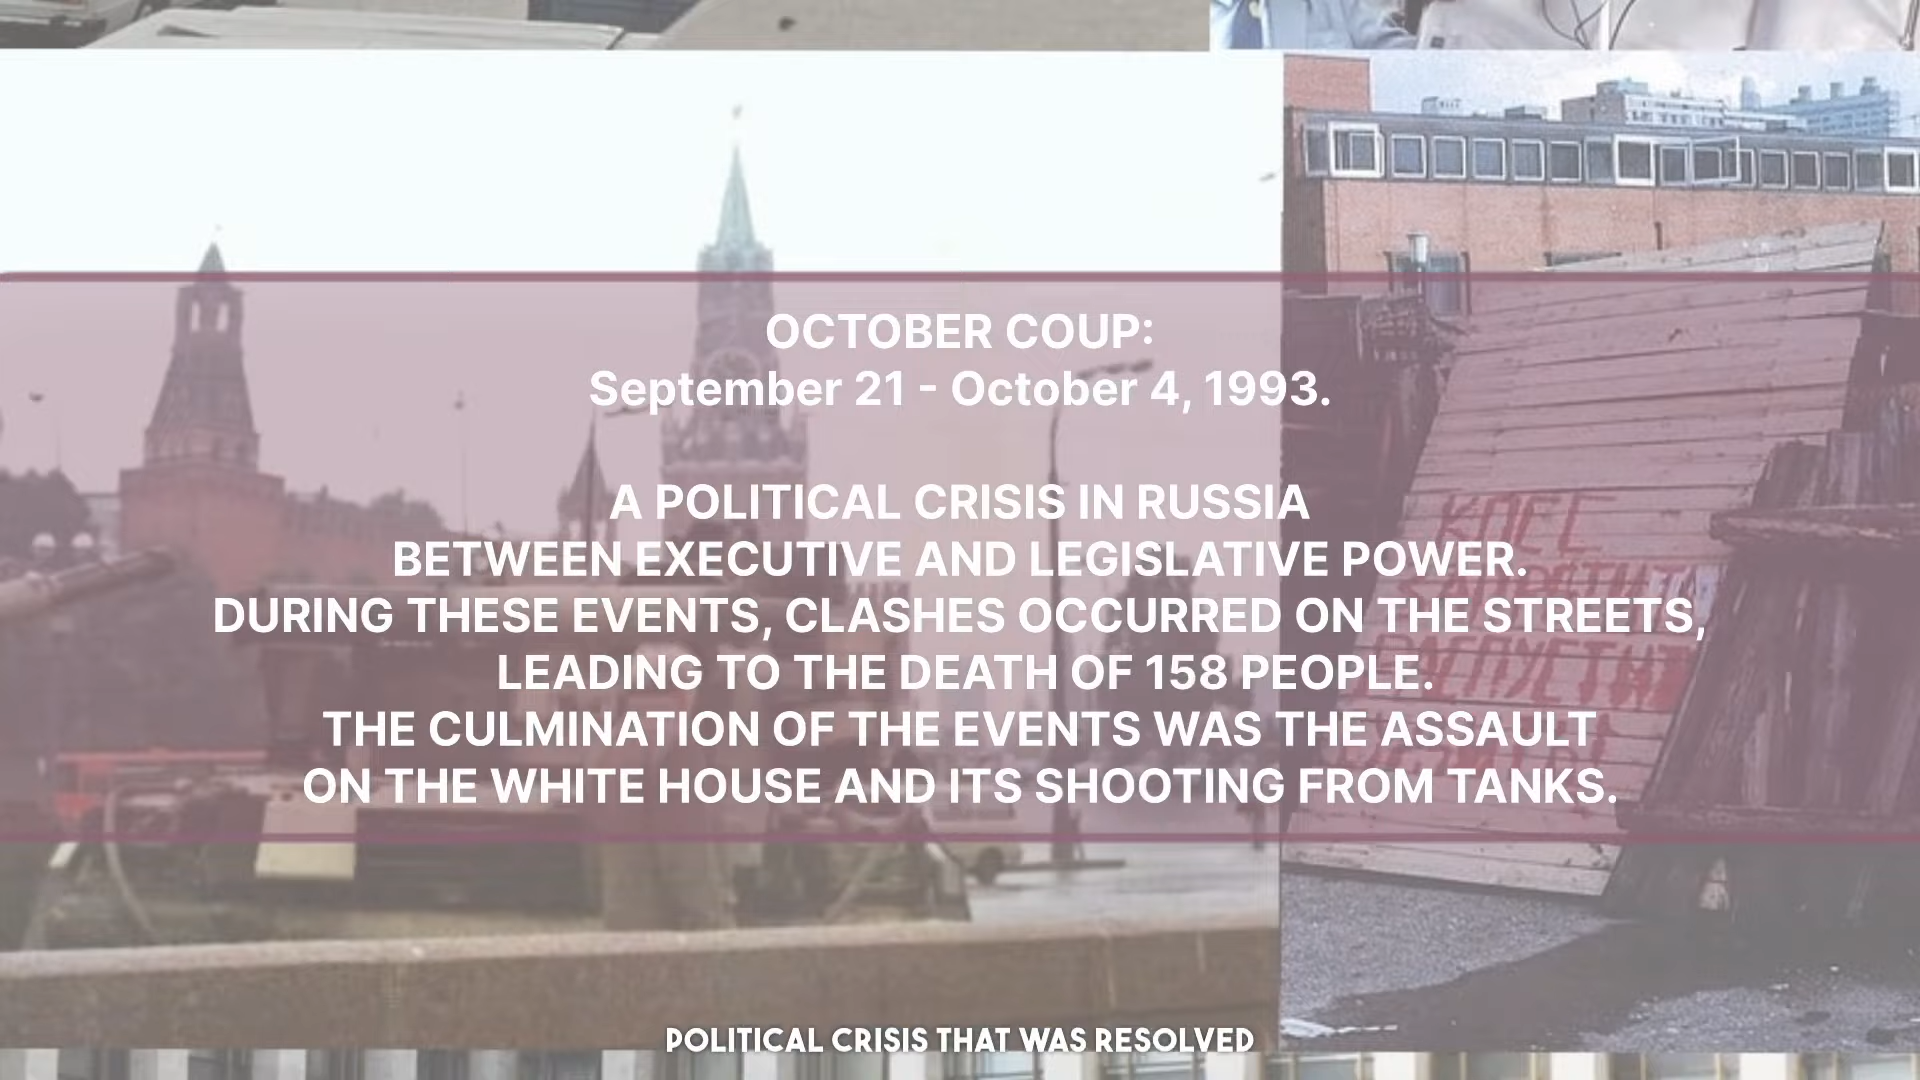 OCTOBER COUP:
September 21 - October 4, 1993.
A POLITICAL CRISIS IN RUSSIA
BETWEEN EXECUTIVE AND LEGISLATIVE POWER.
DURING THESE EVENTS, CLASHES OCCURRED ON THE STREETS,
LEADING TO THE DEATH OF 158 PEOPLE.
THE CULMINATION OF THE EVENTS WAS THE ASSAULT
ON THE WHITE HOUSE AND ITS SHOOTING FROM TANKS.
POLITICAL CRISIS THAT WAS RESOLVED